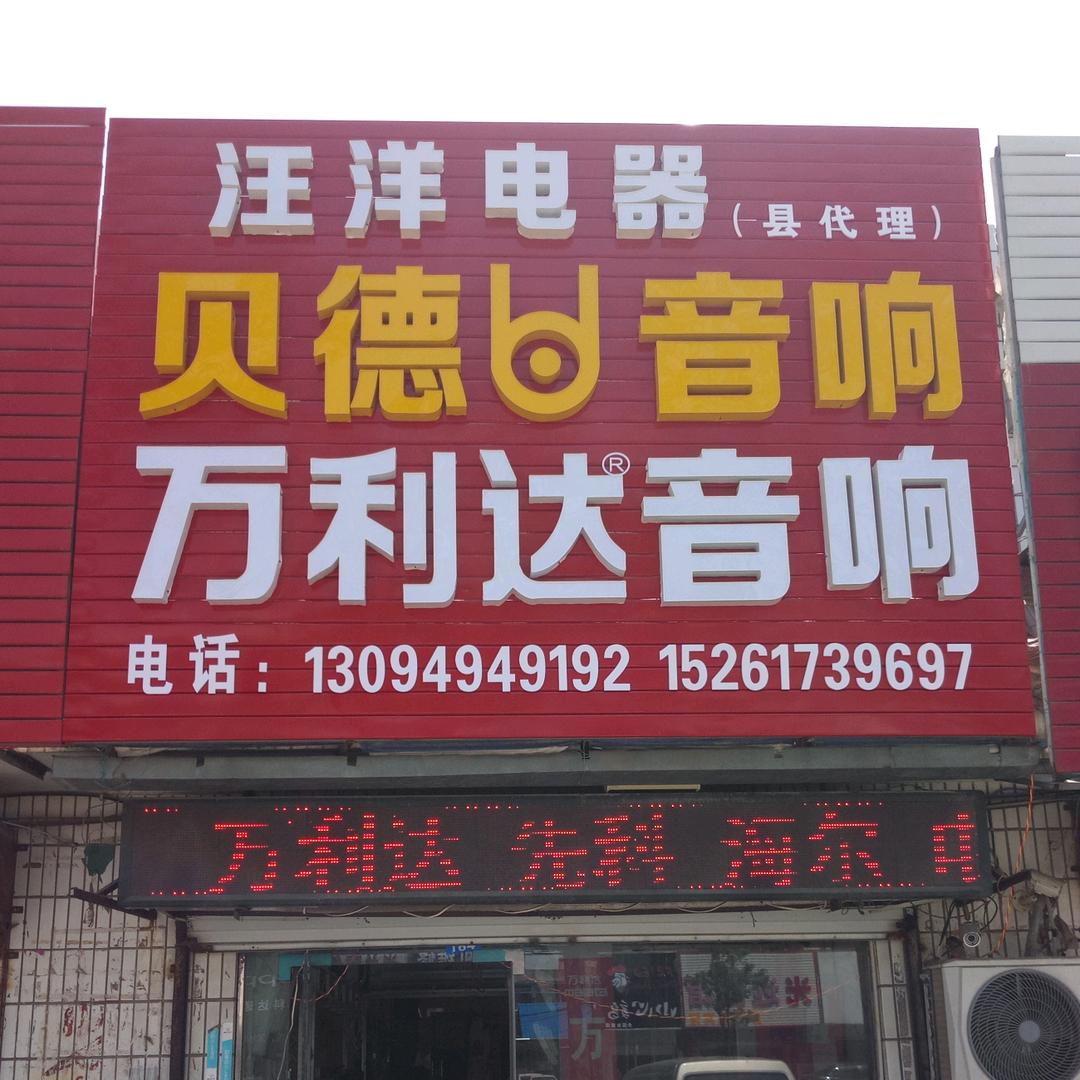 汪洋电器（县代理）
贝德 音响
万利达®音响
电话：13094949192 15261739697
万利达 先科 海尔